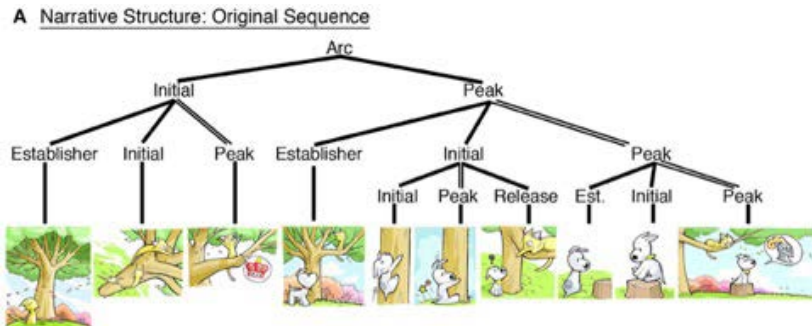 A Narrative Structure: Original Sequence
Arc
Initial Peak
Establisher Initial Peak Establisher Initial Peak
Initial Peak Release Est. Initial Peak